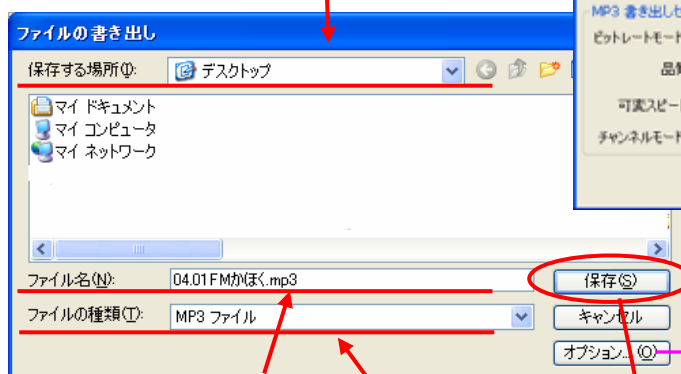 ファイルの書き出し
保存する場所(I):
デスクトップ
マイ ドキュメント
マイ コンピュータ
マイ ネットワーク
ファイル名(N):
04.01FMかほく.mp3
保存(S)
ファイルの種類(T):
MP3 ファイル
キャンセル
オプション...(O)
MP3 書き出し
ビットレートモード
品質
可変スピード
チャンネルモード